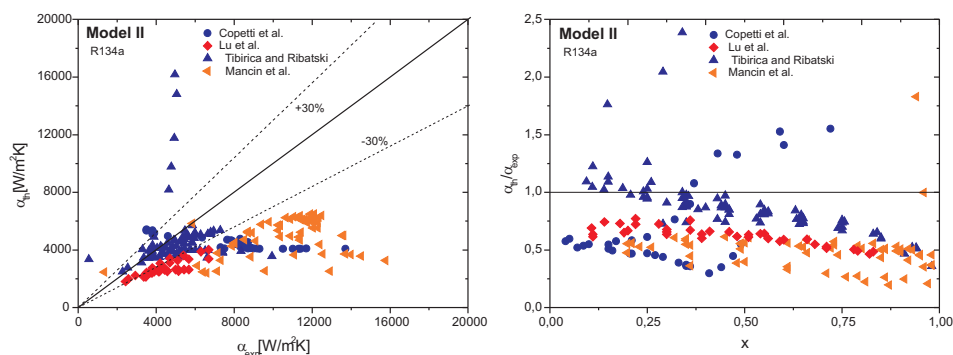 Model II
R134a
Copetti et al.
Lu et al.
Tibirica and Ribatski
Mancin et al.
+30%
-30%
20000
16000
12000
8000
4000
0
0 4000 8000 12000 16000 20000
α_th[W/m²K]
α_exp[W/m²K]
Model II
R134a
Copetti et al.
Lu et al.
Tibirica and Ribatski
Mancin et al.
2,5
2,0
1,5
1,0
0,5
0,0
0,00 0,25 0,50 0,75 1,00
α_th/α_exp
x